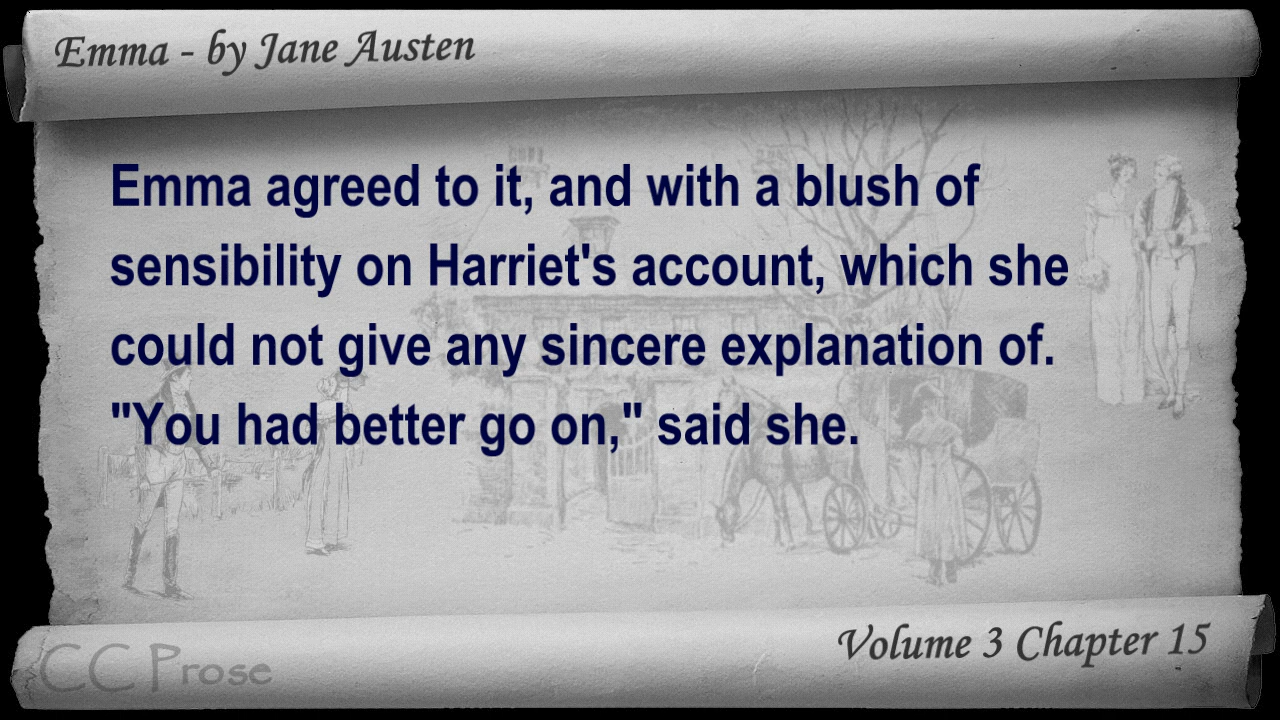 Emma - by Jane Austen
Emma agreed to it, and with a blush of
sensibility on Harriet's account, which she
could not give any sincere explanation of.
"You had better go on," said she.
Volume 3 Chapter 15
CC Prose